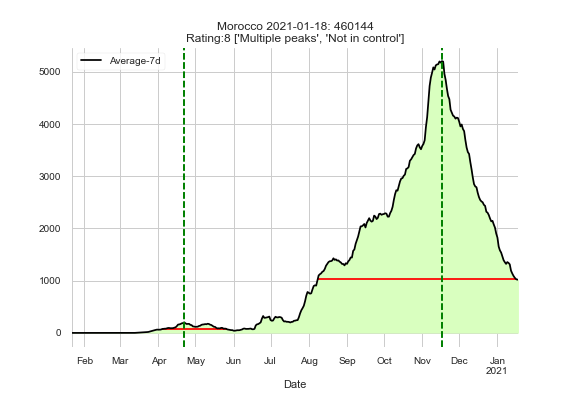 Morocco 2021-01-18: 460144
Rating:8 ['Multiple peaks', 'Not in control']
Average-7d
5000
4000
3000
2000
1000
0
Feb Mar Apr May Jun Jul Aug Sep Oct Nov Dec Jan
2021
Date